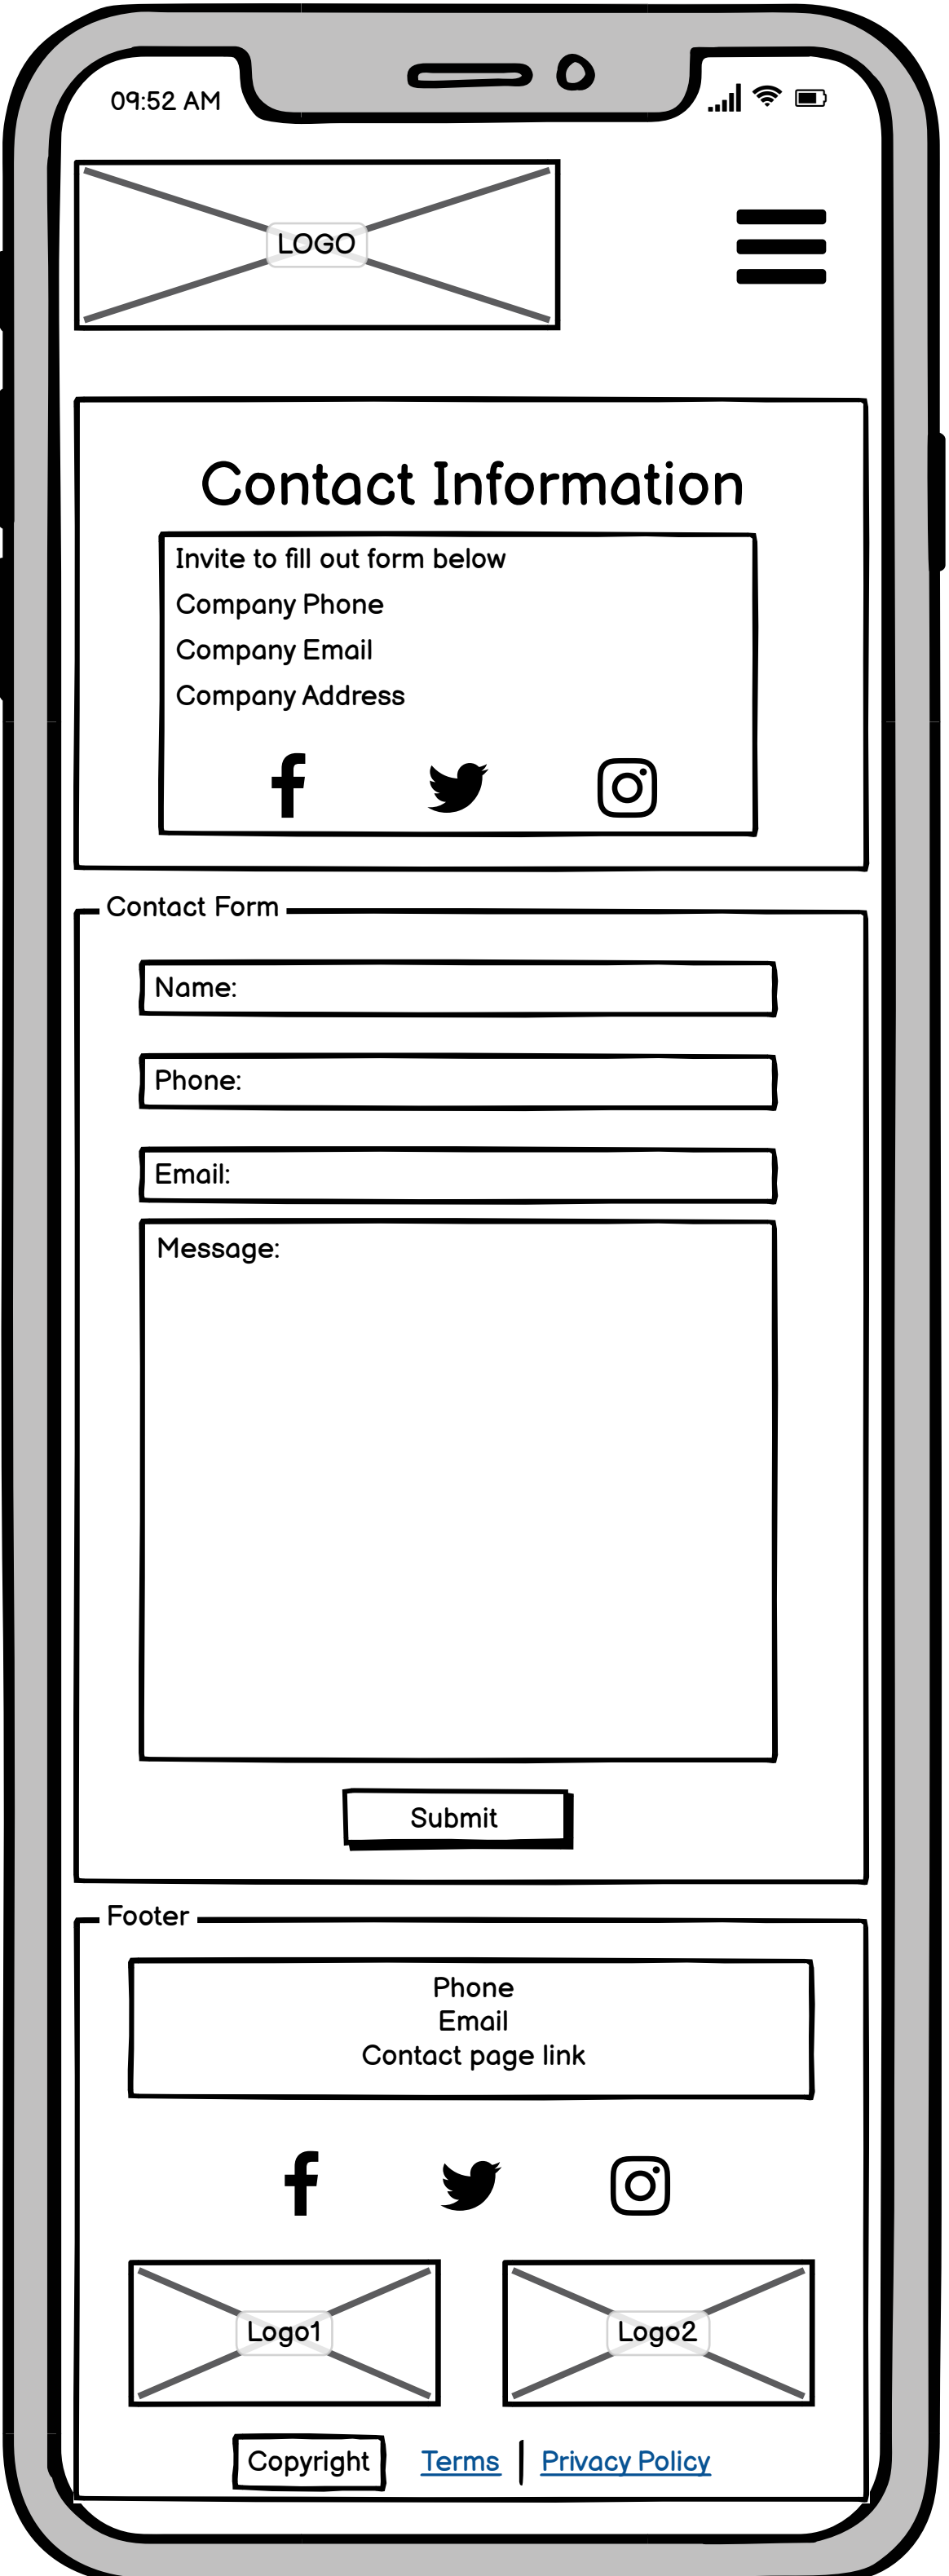 09:52 AM
LOGO
Contact Information
Invite to fill out form below
Company Phone
Company Email
Company Address
Contact Form
Name:
Phone:
Email:
Message:
Submit
Footer
Phone
Email
Contact page link
Logo1 Logo2
Copyright Terms Privacy Policy